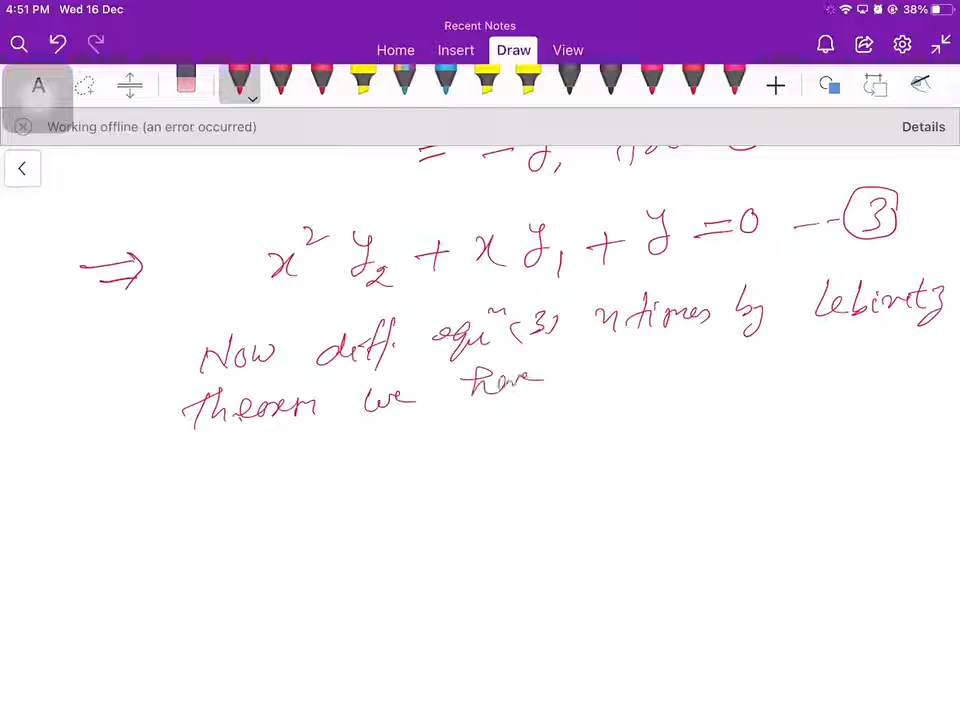 4:51 PM Wed 16 Dec
38%
Recent Notes
Home Insert Draw View
A
Working offline (an error occurred) Details
= - y,
⇒ x² y₂ + x y₁ + y = 0 -- 3
Now diff. equⁿ (3) n times by Lebinitz
theorem we have